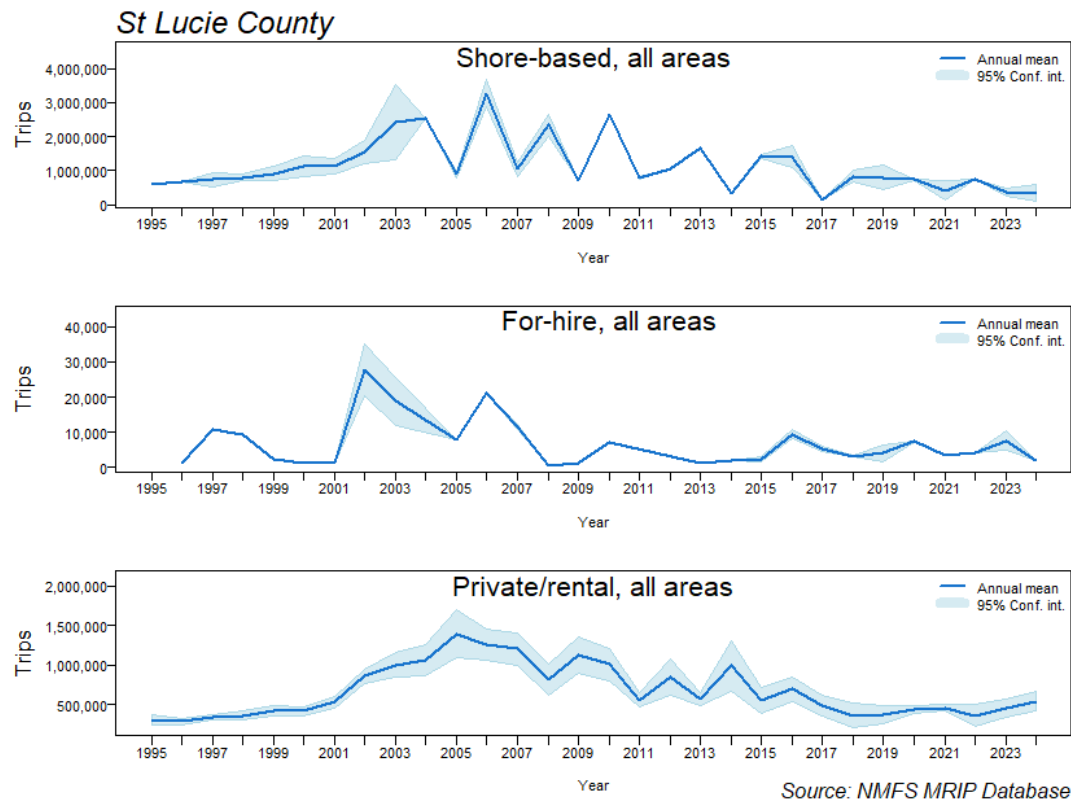 St Lucie County
Shore-based, all areas
Annual mean
95% Conf. int.
Trips
4,000,000
3,000,000
2,000,000
1,000,000
0
1995 1997 1999 2001 2003 2005 2007 2009 2011 2013 2015 2017 2019 2021 2023
Year
For-hire, all areas
Annual mean
95% Conf. int.
Trips
40,000
30,000
20,000
10,000
0
1995 1997 1999 2001 2003 2005 2007 2009 2011 2013 2015 2017 2019 2021 2023
Year
Private/rental, all areas
Annual mean
95% Conf. int.
Trips
2,000,000
1,500,000
1,000,000
500,000
1995 1997 1999 2001 2003 2005 2007 2009 2011 2013 2015 2017 2019 2021 2023
Year
Source: NMFS MRIP Database